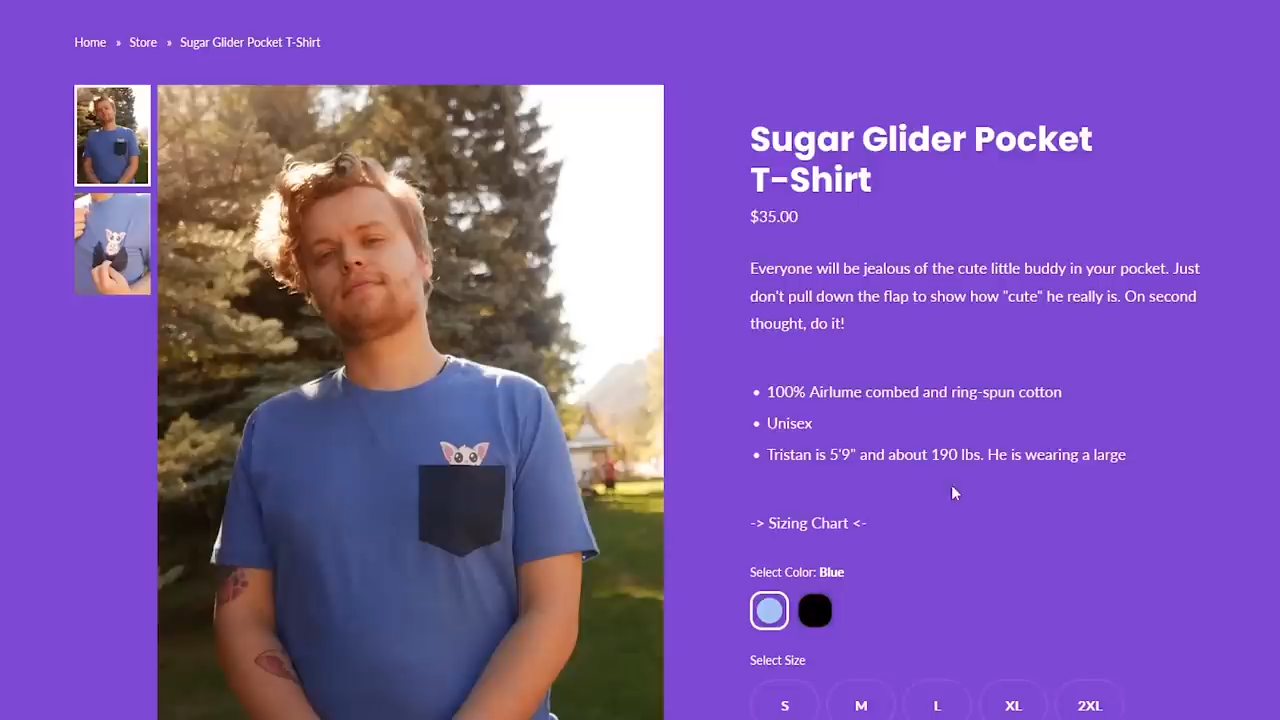 Home » Store » Sugar Glider Pocket T-Shirt
Sugar Glider Pocket
T-Shirt
$35.00
Everyone will be jealous of the cute little buddy in your pocket. Just
don't pull down the flap to show how "cute" he really is. On second
thought, do it!
• 100% Airlume combed and ring-spun cotton
• Unisex
• Tristan is 5'9" and about 190 lbs. He is wearing a large
-> Sizing Chart <-
Select Color: Blue
Select Size
S M L XL 2XL